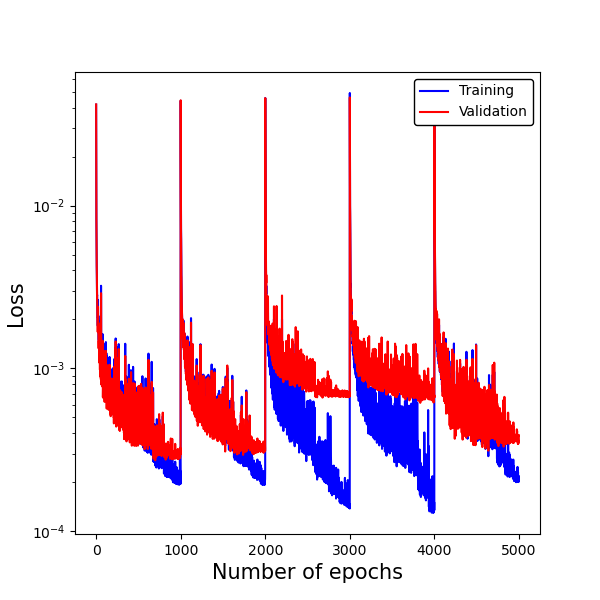 Training
Validation
Loss
10⁻²
10⁻³
10⁻⁴
0 1000 2000 3000 4000 5000
Number of epochs